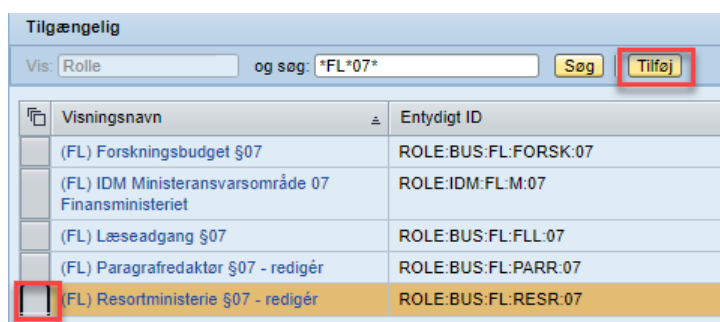 Tilgængelig
Vis: Rolle og søg: *FL*07* Søg Tilføj
Visningsnavn Entydigt ID
(FL) Forskningsbudget §07 ROLE:BUS:FL:FORSK:07
(FL) IDM Ministeransvarsområde 07 ROLE:IDM:FL:M:07
Finansministeriet
(FL) Læseadgang §07 ROLE:BUS:FL:FLL:07
(FL) Paragrafredaktør §07 - redigér ROLE:BUS:FL:PARR:07
(FL) Resortministerie §07 - redigér ROLE:BUS:FL:RESR:07